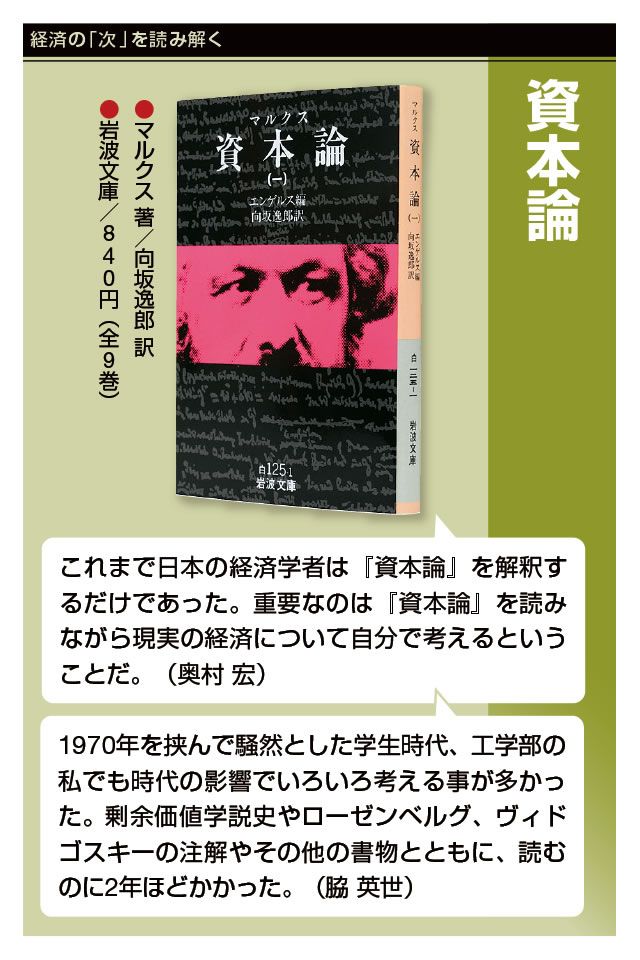 経済の「次」を読み解く
資本論
●マルクス 著／向坂逸郎 訳
●岩波文庫／840円（全9巻）
マルクス
資本論
(一)
エンゲルス編
向坂逸郎訳
白125-1
岩波文庫
マルクス 資本論 (一) エンゲルス編 向坂逸郎訳
白 一二五-一
岩波文庫
これまで日本の経済学者は『資本論』を解釈す
るだけであった。重要なのは『資本論』を読み
ながら現実の経済について自分で考えるという
ことだ。（奥村 宏）
1970年を挟んで騒然とした学生時代、工学部の
私でも時代の影響でいろいろ考える事が多かっ
た。剰余価値学説史やローゼンベルグ、ヴィド
ゴスキーの注解やその他の書物とともに、読む
のに2年ほどかかった。（脇 英世）